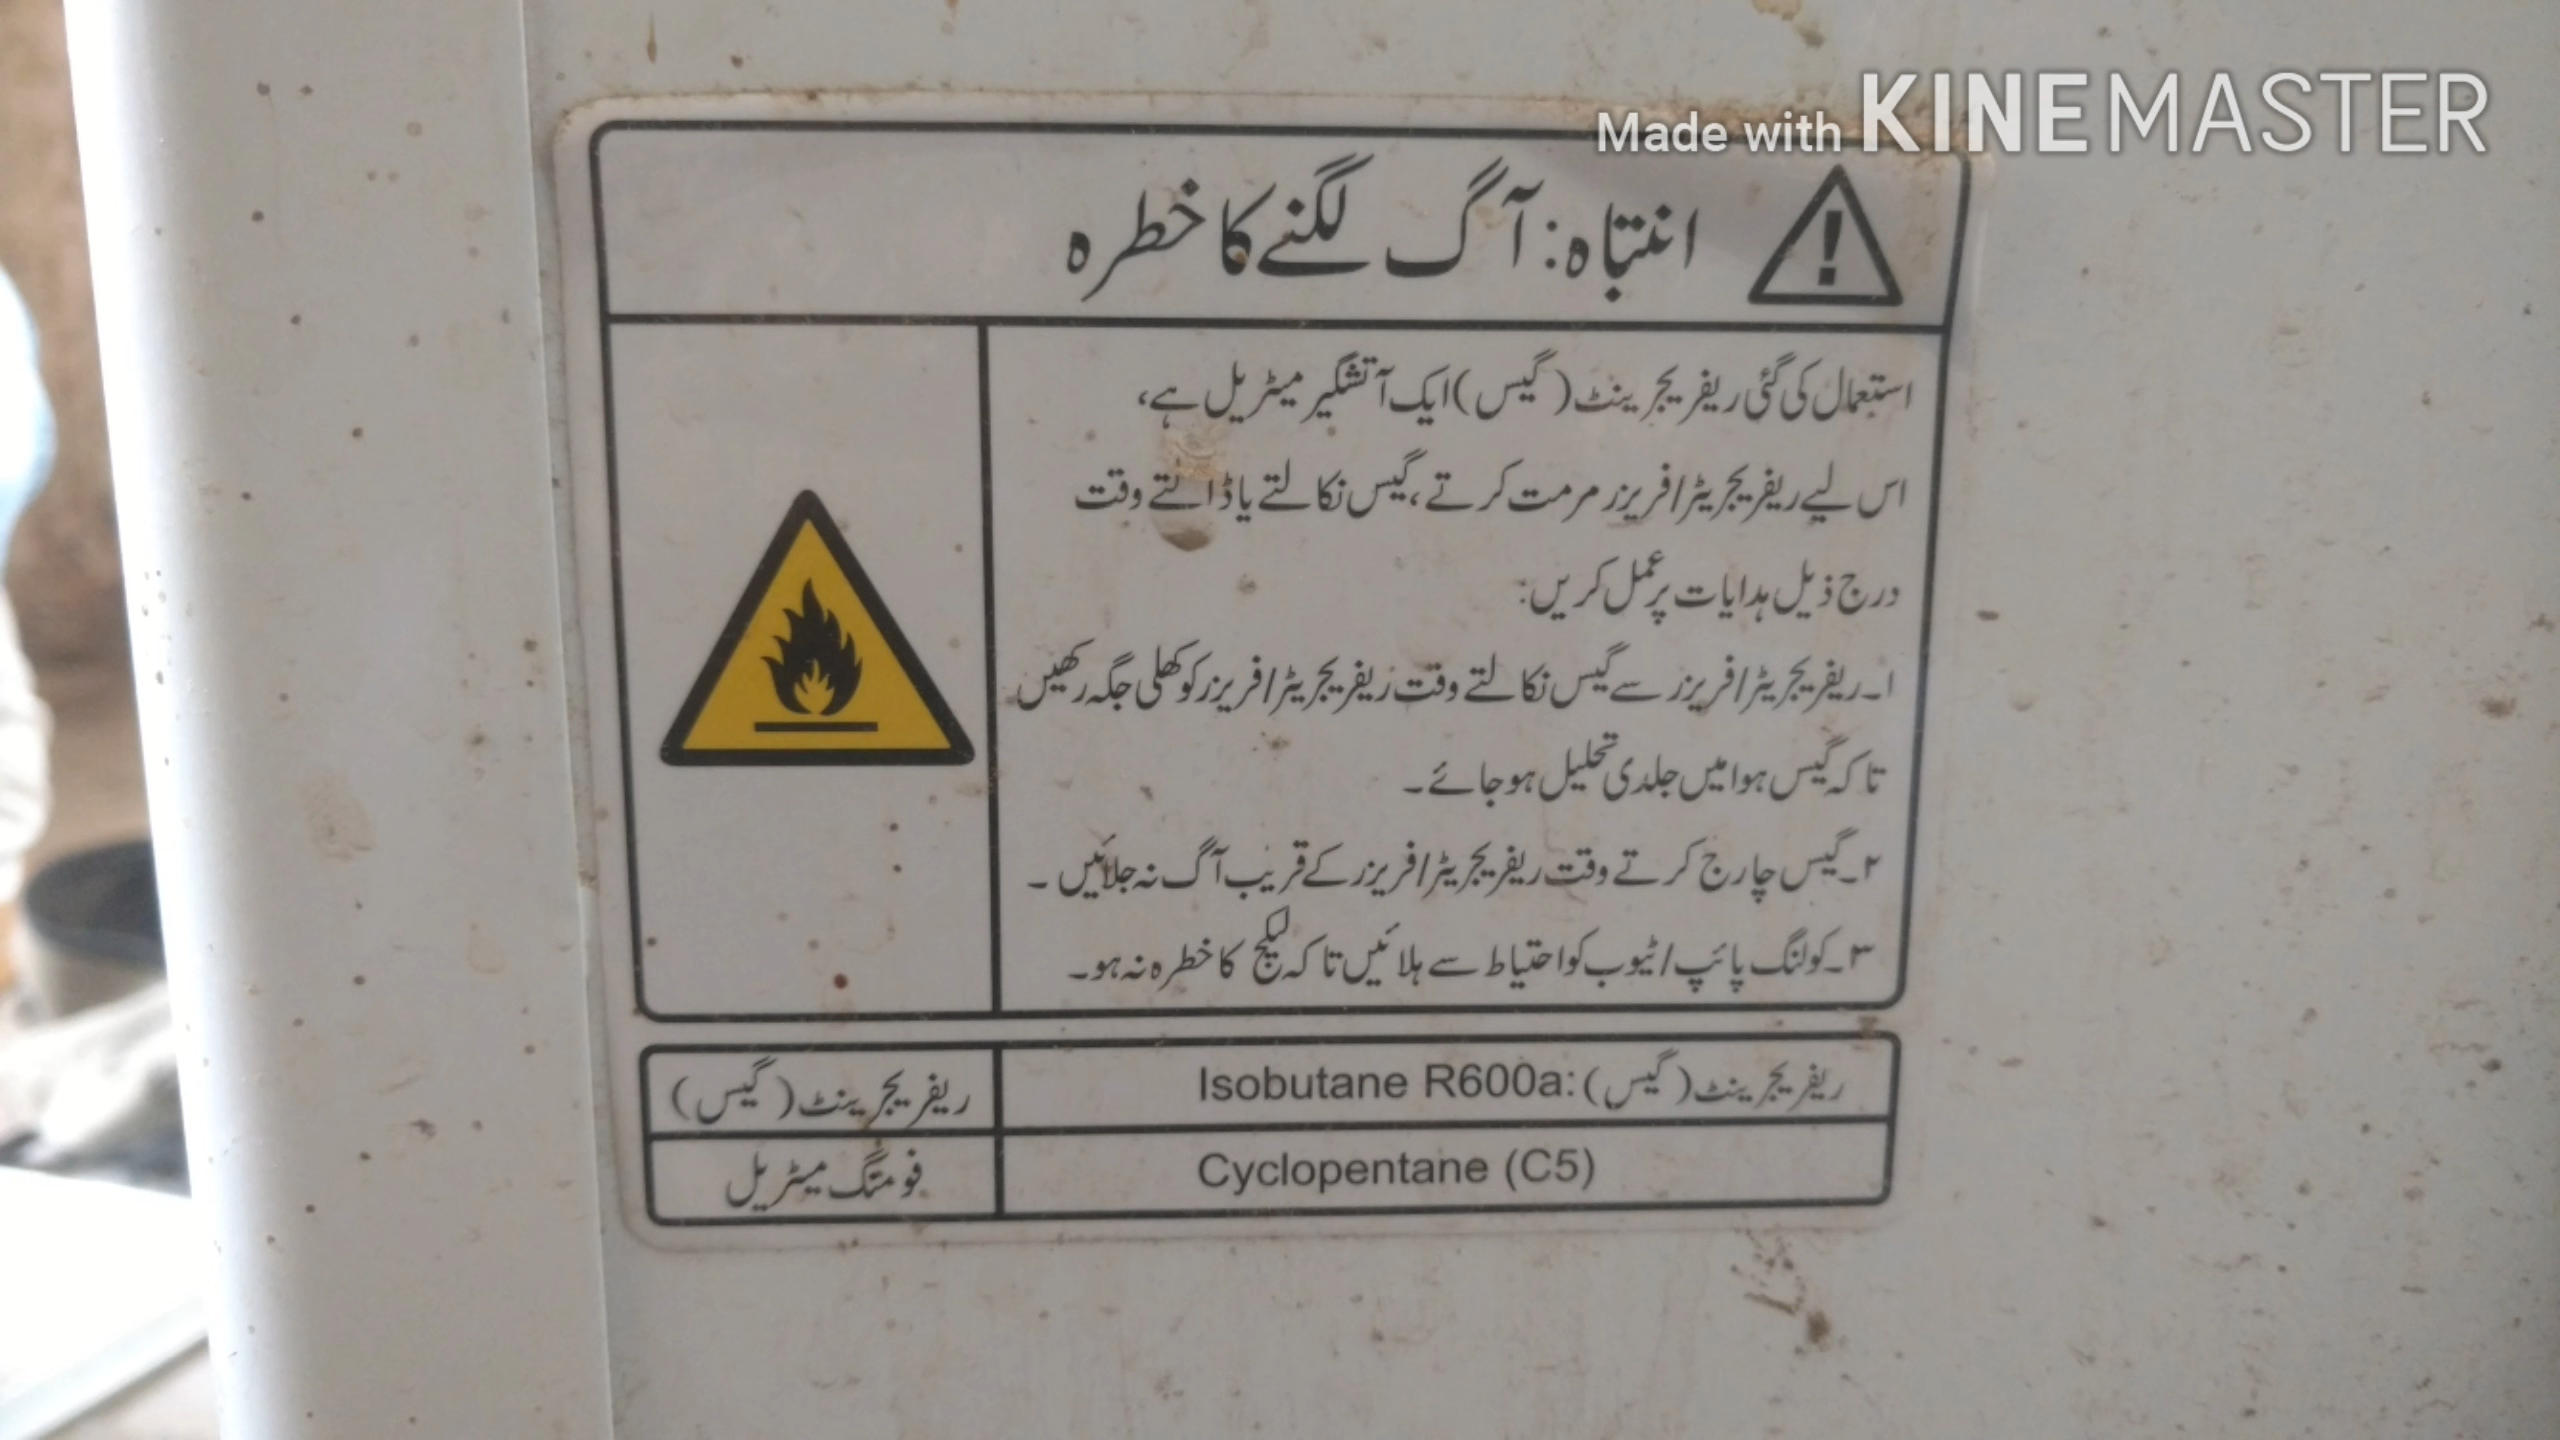 Made with KINEMASTER
انتباہ: آگ لگنے کا خطرہ
استعمال کی گئی ریفریجرینٹ (گیس) ایک آتشگیر میٹریل ہے،
اس لیے ریفریجریٹر/فریزر مرمت کرتے، گیس نکالتے یا ڈالتے وقت
درج ذیل ہدایات پر عمل کریں:
۱۔ ریفریجریٹر/فریزر سے گیس نکالتے وقت ریفریجریٹر/فریزر کو کھلی جگہ رکھیں
تا کہ گیس ہوا میں جلدی تحلیل ہو جائے۔
۲۔ گیس چارج کرتے وقت ریفریجریٹر/فریزر کے قریب آگ نہ جلائیں۔
۳۔ کولنگ پائپ/ٹیوب کو احتیاط سے ہلائیں تا کہ لیکج کا خطرہ نہ ہو۔
ریفریجرینٹ (گیس): Isobutane R600a
ریفریجرینٹ (گیس)
Cyclopentane (C5)
فومنگ میٹریل